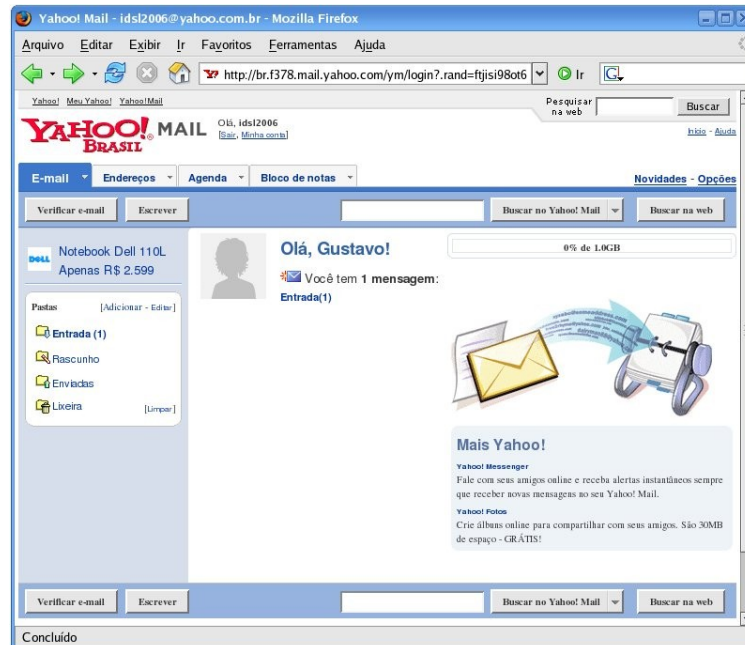 Yahoo! Mail - idsl2006@yahoo.com.br - Mozilla Firefox
Arquivo Editar Exibir Ir Favoritos Ferramentas Ajuda
http://br.f378.mail.yahoo.com/ym/login?.rand=ftjisi98ot6 Ir G
Yahoo! Meu Yahoo! Yahoo! Mail
Pesquisar na web Buscar
YAHOO! MAIL
BRASIL
Olá, idsl2006
[Sair, Minha conta]
Início - Ajuda
E-mail Endereços Agenda Bloco de notas
Novidades - Opções
Verificar e-mail Escrever Buscar no Yahoo! Mail Buscar na web
DELL
Notebook Dell 110L
Apenas R$ 2.599
Pastas [Adicionar - Editar]
Entrada (1)
Rascunho
Enviadas
Lixeira [Limpar]
Olá, Gustavo!
Você tem 1 mensagem:
Entrada(1)
0% de 1.0GB
Mais Yahoo!
Yahoo! Messenger
Fale com seus amigos online e receba alertas instantâneos sempre
que receber novas mensagens no seu Yahoo! Mail.
Yahoo! Fotos
Crie álbuns online para compartilhar com seus amigos. São 30MB
de espaço - GRÁTIS!
Verificar e-mail Escrever Buscar no Yahoo! Mail Buscar na web
Concluído